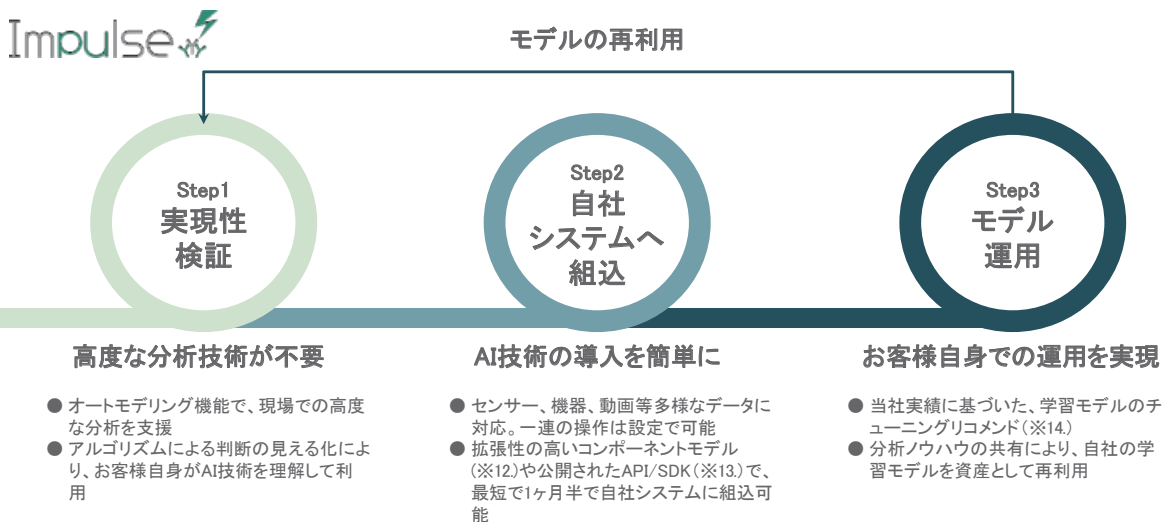 Impulse
モデルの再利用
Step1
実現性
検証
Step2
自社
システムへ
組込
Step3
モデル
運用
高度な分析技術が不要
● オートモデリング機能で、現場での高度
な分析を支援
● アルゴリズムによる判断の見える化によ
り、お客様自身がAI技術を理解して利
用
AI技術の導入を簡単に
● センサー、機器、動画等多様なデータに
対応。一連の操作は設定で可能
● 拡張性の高いコンポーネントモデル
(※12.)や公開されたAPI/SDK(※13.)で、
最短で1ヶ月半で自社システムに組込可
能
お客様自身での運用を実現
● 当社実績に基づいた、学習モデルのチ
ューニングリコメンド(※14.)
● 分析ノウハウの共有により、自社の学
習モデルを資産として再利用